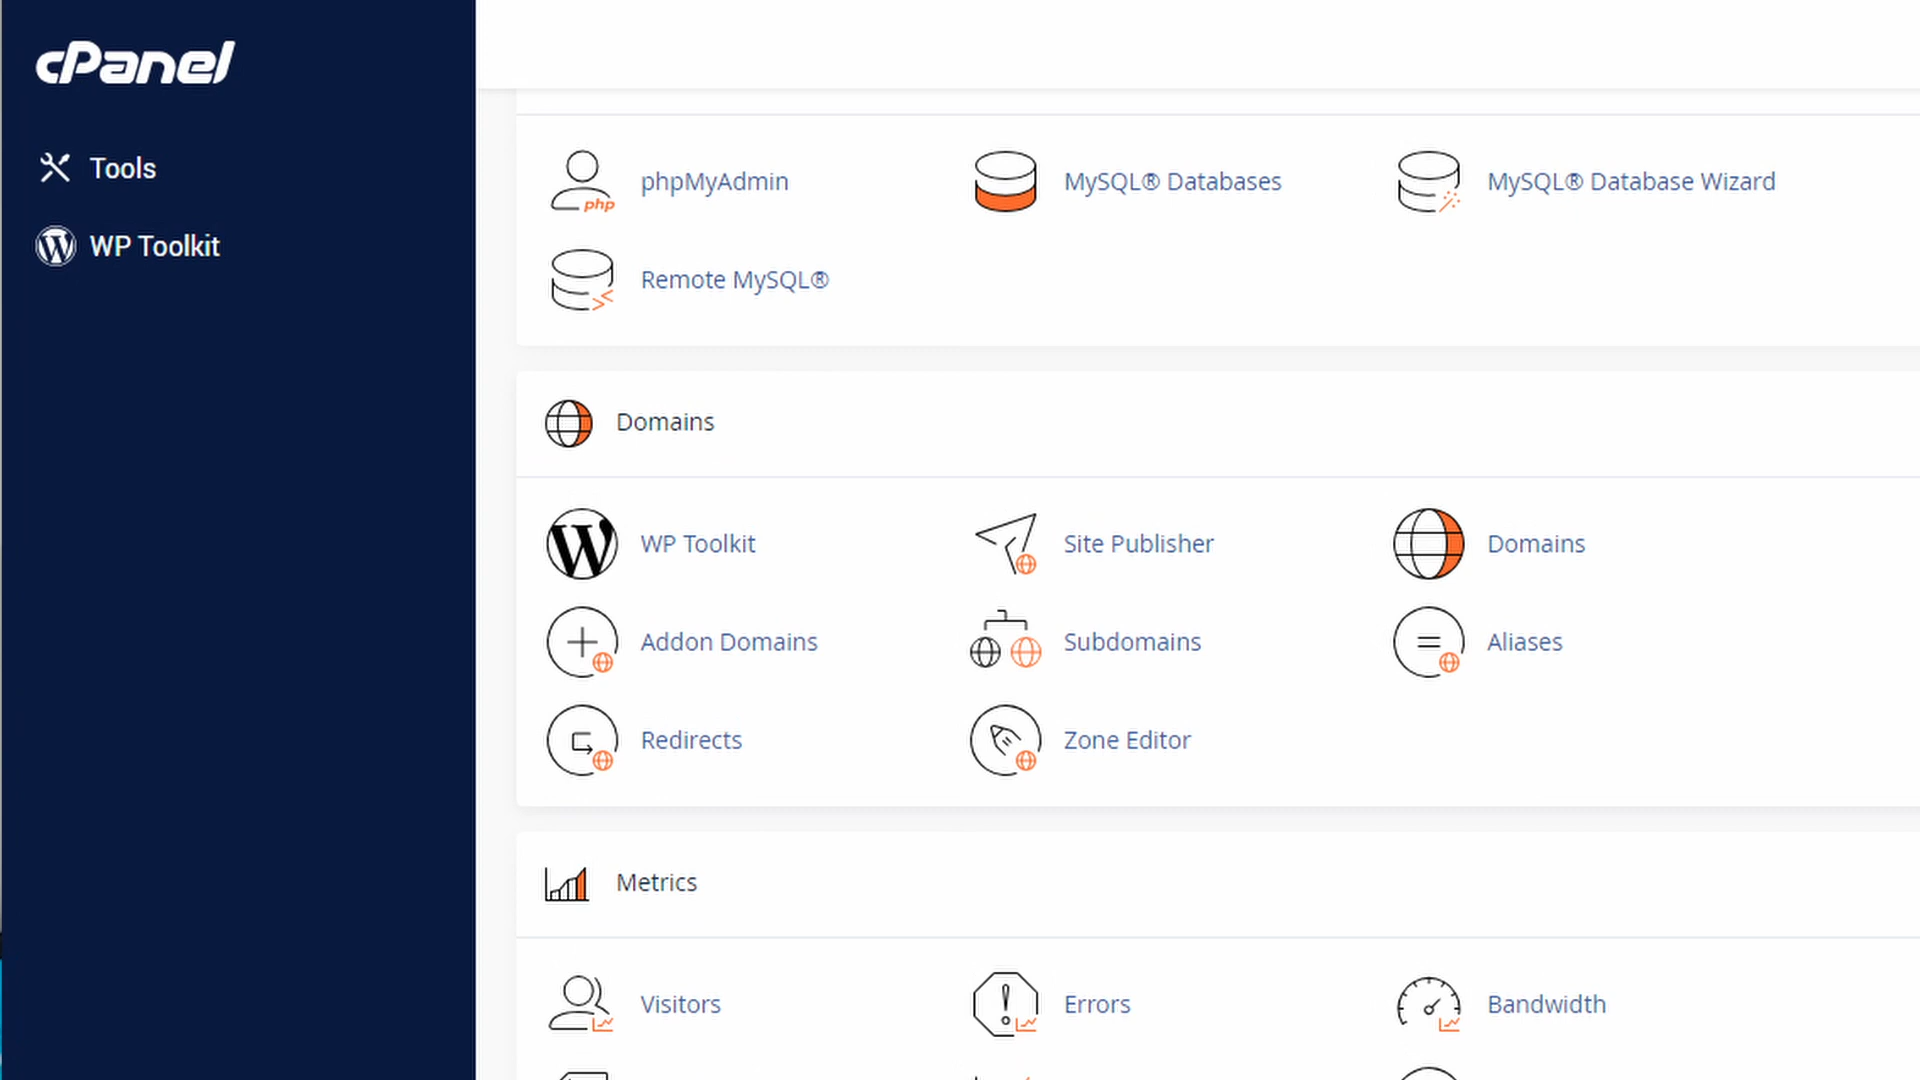 cPanel
Tools
WP Toolkit
phpMyAdmin
php
MySQL® Databases
MySQL® Database Wizard
Remote MySQL®
Domains
WP Toolkit
Site Publisher
Domains
Addon Domains
Subdomains
Aliases
Redirects
Zone Editor
Metrics
Visitors
Errors
Bandwidth